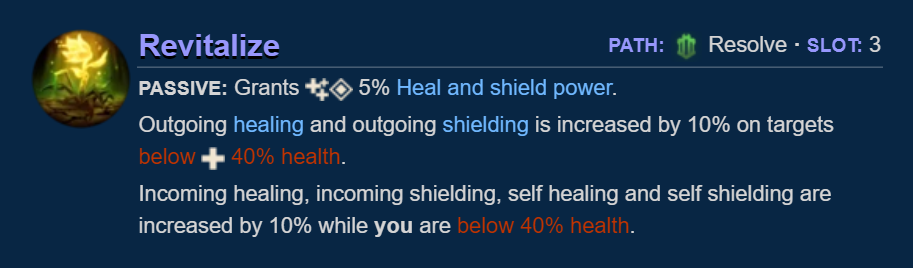 Revitalize PATH: Resolve · SLOT: 3
PASSIVE: Grants 5% Heal and shield power.
Outgoing healing and outgoing shielding is increased by 10% on targets
below 40% health.
Incoming healing, incoming shielding, self healing and self shielding are
increased by 10% while you are below 40% health.